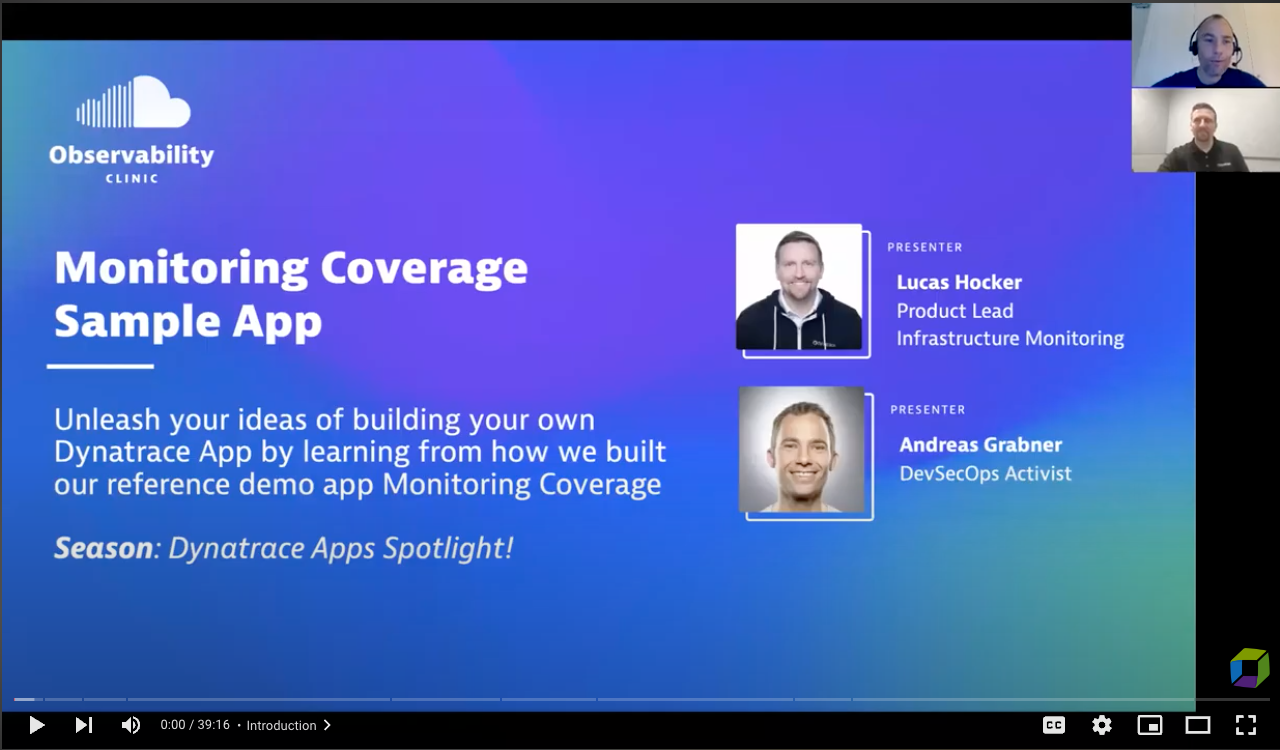 Observability
CLINIC
Monitoring Coverage
Sample App
Unleash your ideas of building your own
Dynatrace App by learning from how we built
our reference demo app Monitoring Coverage
Season: Dynatrace Apps Spotlight!
PRESENTER
Lucas Hocker
Product Lead
Infrastructure Monitoring
PRESENTER
Andreas Grabner
DevSecOps Activist
0:00 / 39:16 • Introduction
CC